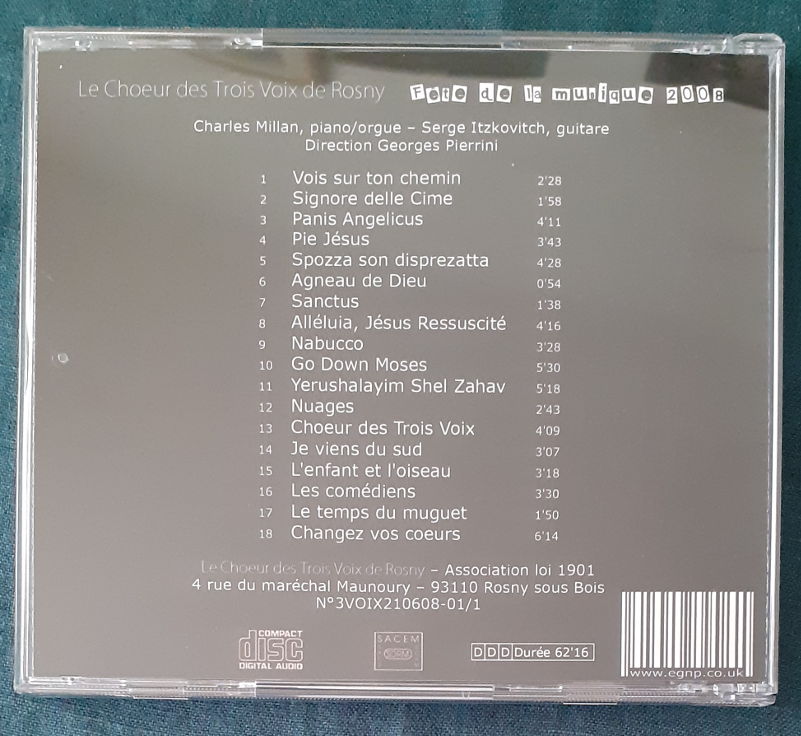 Le Choeur des Trois Voix de Rosny Fête de la musique 2008
Charles Millan, piano/orgue – Serge Itzkovitch, guitare
Direction Georges Pierrini
1 Vois sur ton chemin 2'28
2 Signore delle Cime 1'58
3 Panis Angelicus 4'11
4 Pie Jésus 3'43
5 Spozza son disprezatta 4'28
6 Agneau de Dieu 0'54
7 Sanctus 1'38
8 Alléluia, Jésus Ressuscité 4'16
9 Nabucco 3'28
10 Go Down Moses 5'30
11 Yerushalayim Shel Zahav 5'18
12 Nuages 2'43
13 Choeur des Trois Voix 4'09
14 Je viens du sud 3'07
15 L'enfant et l'oiseau 3'18
16 Les comédiens 3'30
17 Le temps du muguet 1'50
18 Changez vos coeurs 6'14
Le Choeur des Trois Voix de Rosny – Association loi 1901
4 rue du maréchal Maunoury – 93110 Rosny sous Bois
N°3VOIX210608-01/1
COMPACT
disc
DIGITAL AUDIO
SACEM
DDD Durée 62'16
www.egnp.co.uk